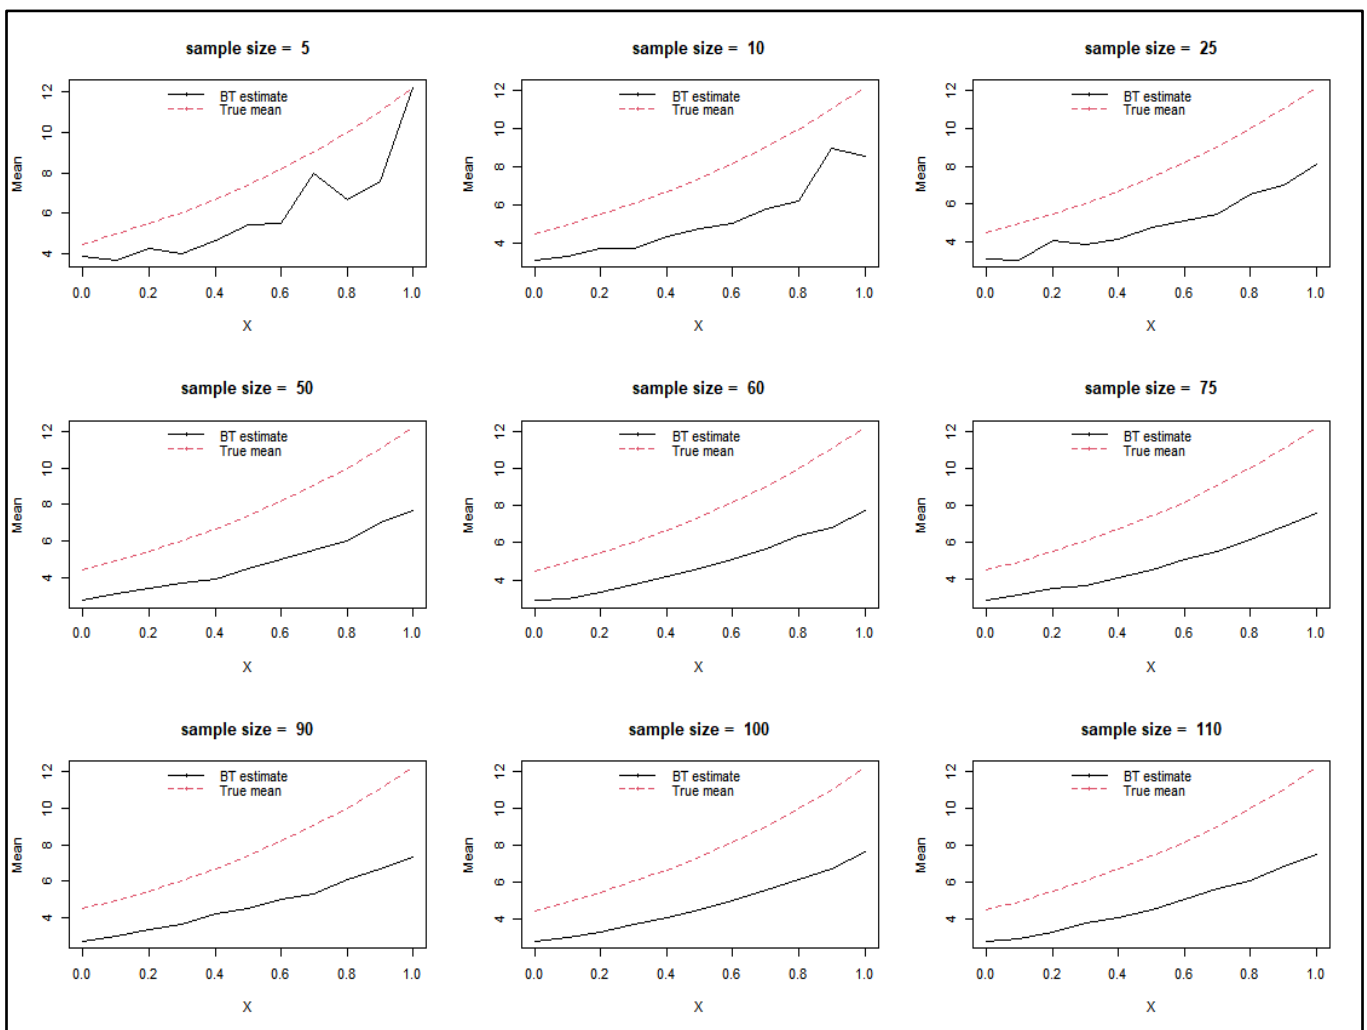 sample size = 5
BT estimate
True mean
Mean
12
10
8
6
4
0.0 0.2 0.4 0.6 0.8 1.0
X
sample size = 10
BT estimate
True mean
Mean
12
10
8
6
4
0.0 0.2 0.4 0.6 0.8 1.0
X
sample size = 25
BT estimate
True mean
Mean
12
10
8
6
4
0.0 0.2 0.4 0.6 0.8 1.0
X
sample size = 50
BT estimate
True mean
Mean
12
10
8
6
4
0.0 0.2 0.4 0.6 0.8 1.0
X
sample size = 60
BT estimate
True mean
Mean
12
10
8
6
4
0.0 0.2 0.4 0.6 0.8 1.0
X
sample size = 75
BT estimate
True mean
Mean
12
10
8
6
4
0.0 0.2 0.4 0.6 0.8 1.0
X
sample size = 90
BT estimate
True mean
Mean
12
10
8
6
4
0.0 0.2 0.4 0.6 0.8 1.0
X
sample size = 100
BT estimate
True mean
Mean
12
10
8
6
4
0.0 0.2 0.4 0.6 0.8 1.0
X
sample size = 110
BT estimate
True mean
Mean
12
10
8
6
4
0.0 0.2 0.4 0.6 0.8 1.0
X